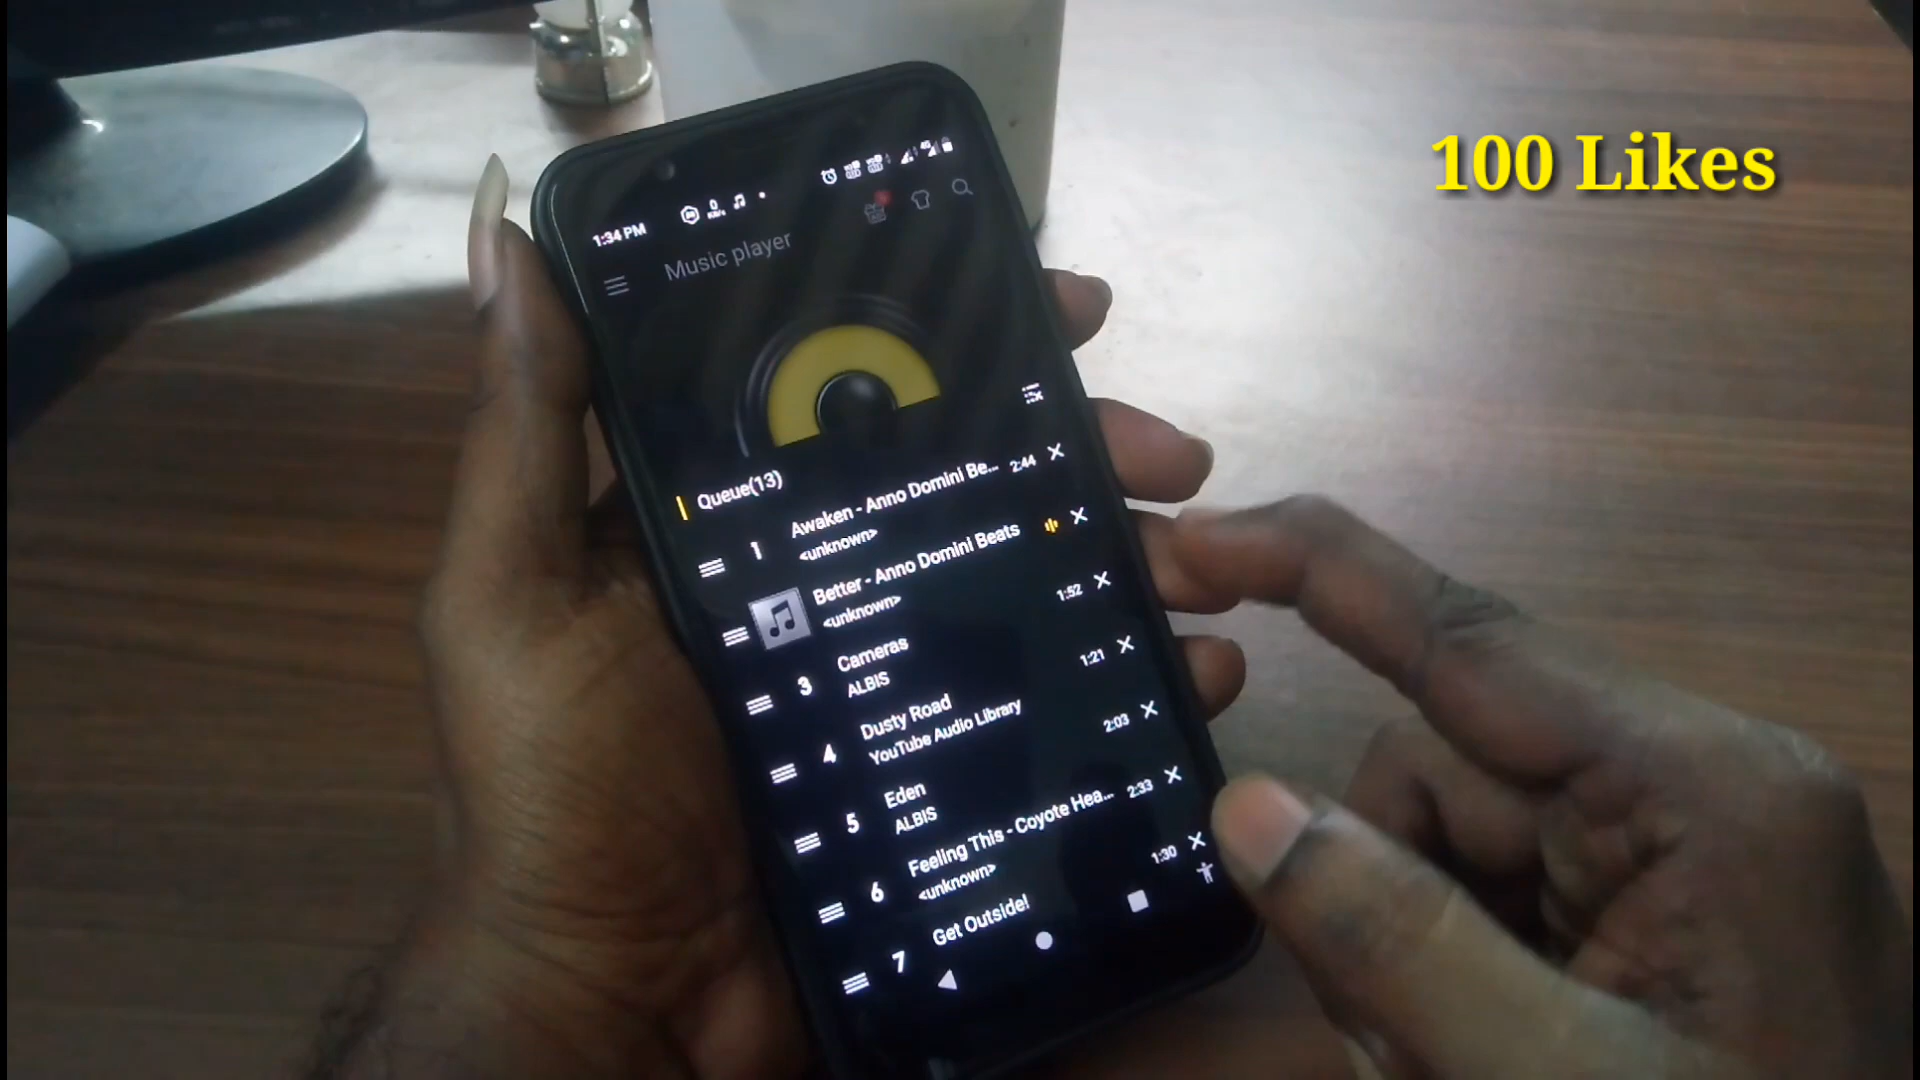 100 Likes
1:34 PM
Music player
Queue(13)
1 Awaken - Anno Domini Be... 2:44
<unknown>
Better - Anno Domini Beats
<unknown>
3 Cameras 1:52
ALBIS
4 Dusty Road 1:21
YouTube Audio Library
5 Eden 2:03
ALBIS
6 Feeling This - Coyote Hea... 2:33
<unknown>
7 Get Outside! 1:30